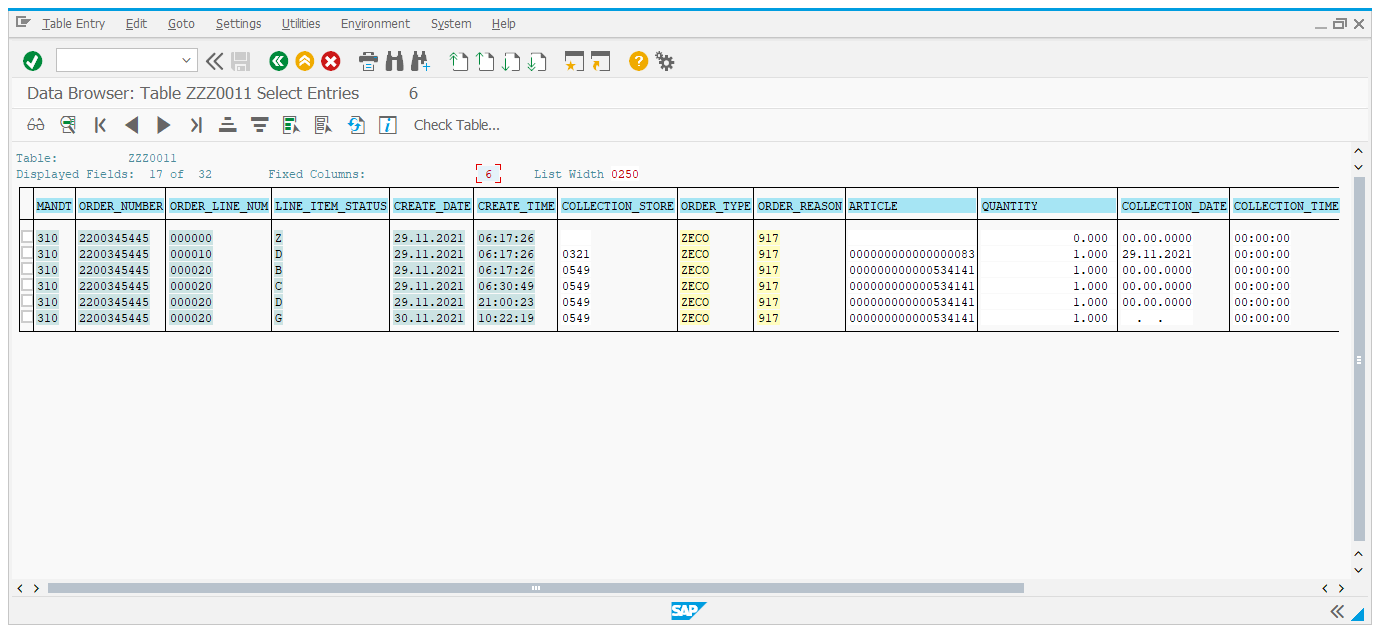 Table Entry Edit Goto Settings Utilities Environment System Help
Data Browser: Table ZZZ0011 Select Entries 6
Check Table...
Table: ZZZ0011
Displayed Fields: 17 of 32 Fixed Columns: 6 List Width 0250
MANDT ORDER_NUMBER ORDER_LINE_NUM LINE_ITEM_STATUS CREATE_DATE CREATE_TIME COLLECTION_STORE ORDER_TYPE ORDER_REASON ARTICLE QUANTITY COLLECTION_DATE COLLECTION_TIME
310 2200345445 000000 Z 29.11.2021 06:17:26 ZECO 917 0.000 00.00.0000 00:00:00
310 2200345445 000010 D 29.11.2021 06:17:26 0321 ZECO 917 000000000000000083 1.000 29.11.2021 00:00:00
310 2200345445 000020 B 29.11.2021 06:17:26 0549 ZECO 917 000000000000534141 1.000 00.00.0000 00:00:00
310 2200345445 000020 C 29.11.2021 06:30:49 0549 ZECO 917 000000000000534141 1.000 00.00.0000 00:00:00
310 2200345445 000020 D 29.11.2021 21:00:23 0549 ZECO 917 000000000000534141 1.000 00.00.0000 00:00:00
310 2200345445 000020 G 30.11.2021 10:22:19 0549 ZECO 917 000000000000534141 1.000 . . 00:00:00
SAP